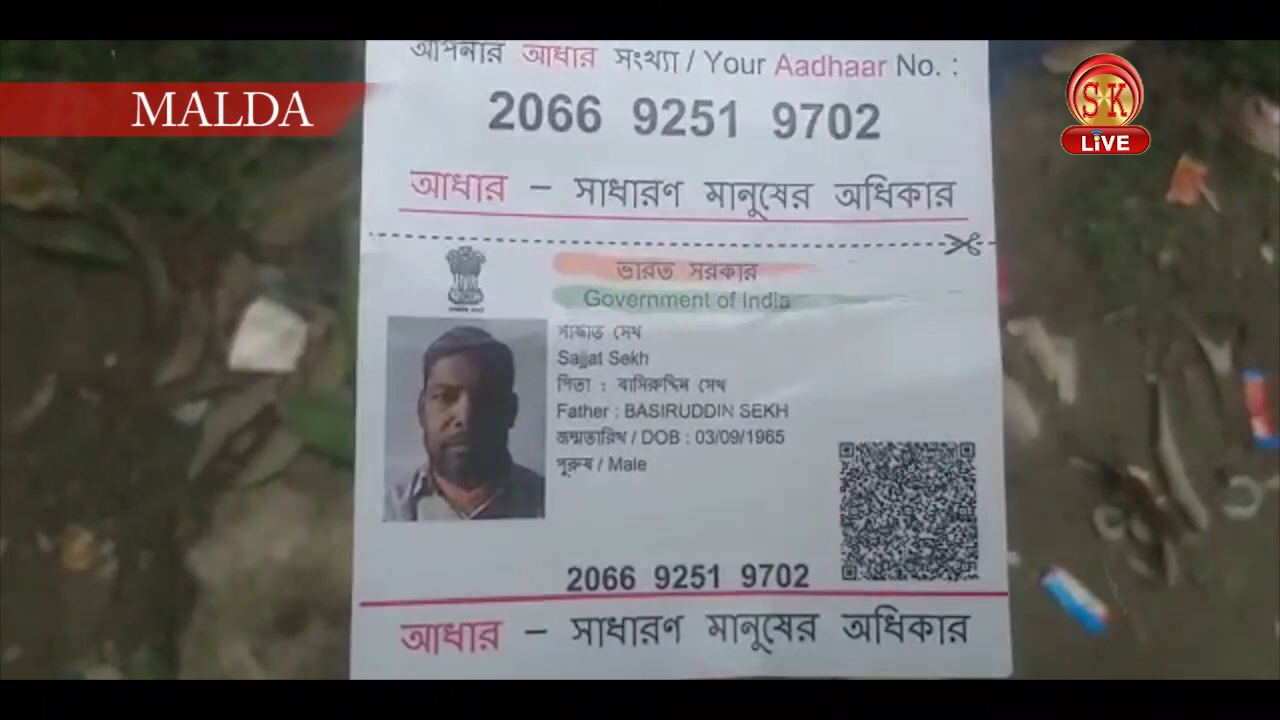 আপনার আধার সংখ্যা / Your Aadhaar No. :
MALDA
SK
LiVE
2066 9251 9702
আধার – সাধারণ মানুষের অধিকার
ভারত সরকার
Government of India
সাজ্জাত সেখ
Sajjat Sekh
পিতা : বাসিরুদ্দিন সেখ
Father : BASIRUDDIN SEKH
জন্মতারিখ / DOB : 03/09/1965
পুরুষ / Male
2066 9251 9702
আধার – সাধারণ মানুষের অধিকার